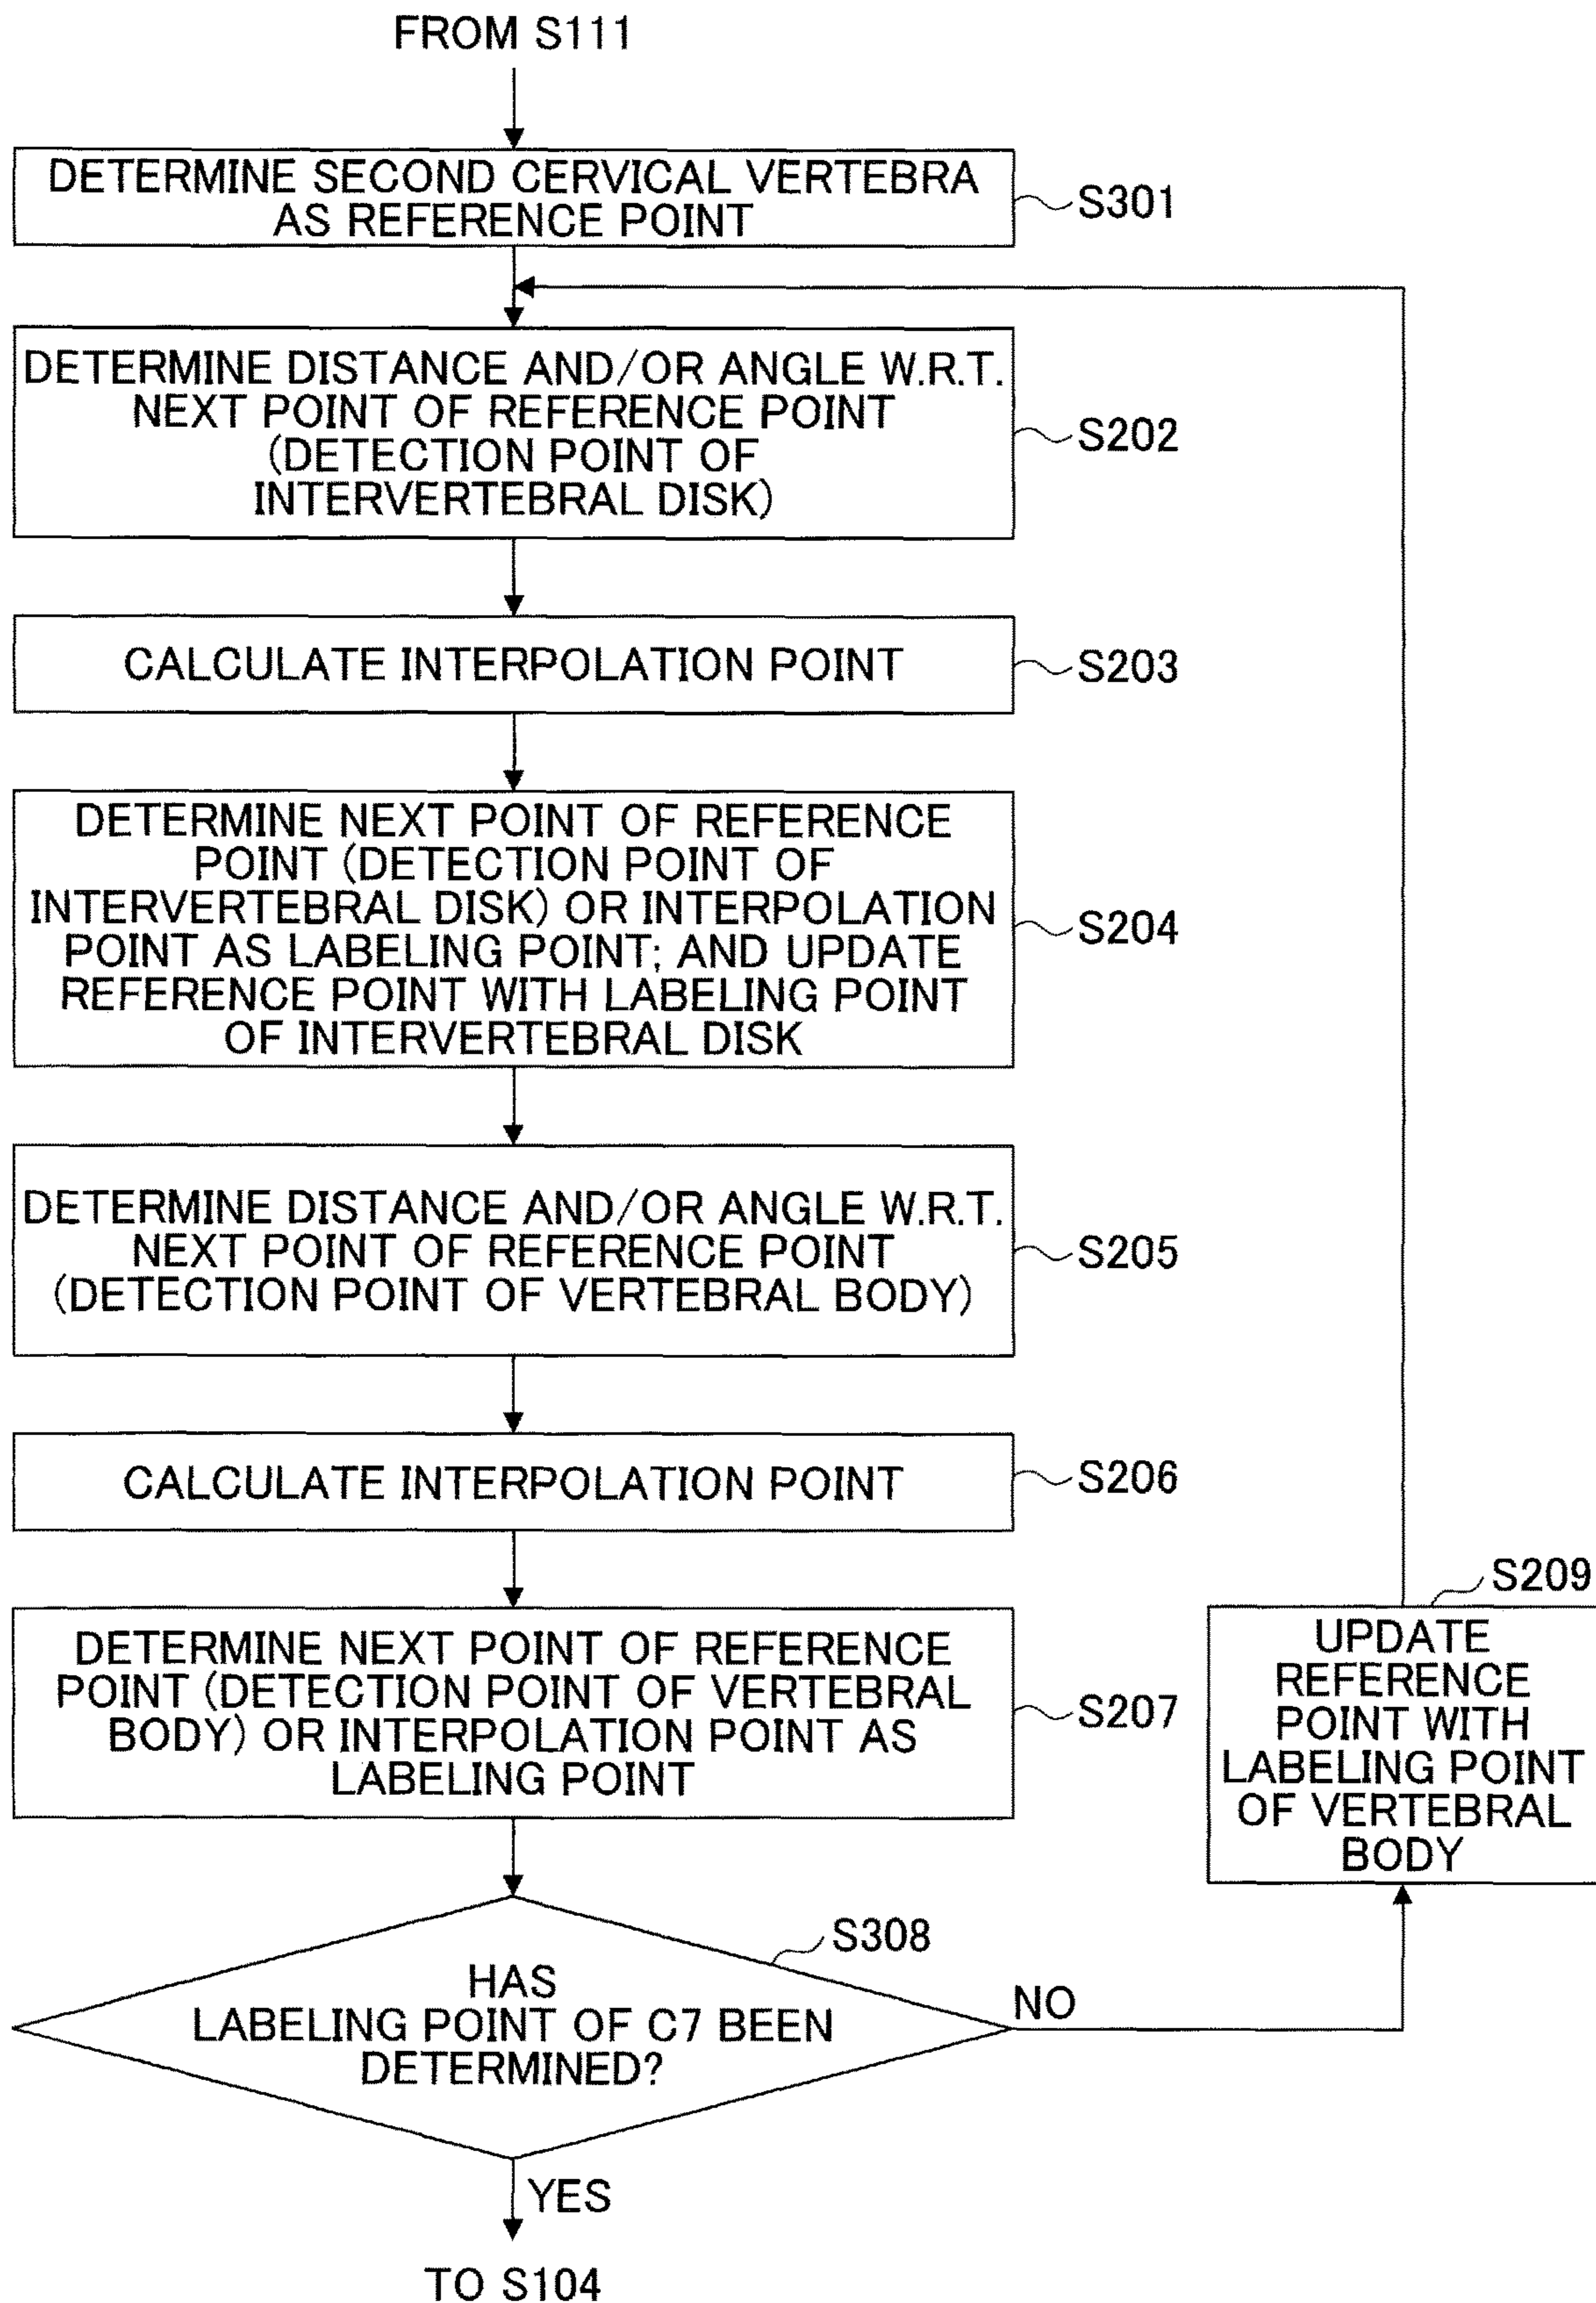 FROM S111
DETERMINE SECOND CERVICAL VERTEBRA
AS REFERENCE POINT
S301
DETERMINE DISTANCE AND/OR ANGLE W.R.T.
NEXT POINT OF REFERENCE POINT
(DETECTION POINT OF
INTERVERTEBRAL DISK)
S202
CALCULATE INTERPOLATION POINT
S203
DETERMINE NEXT POINT OF REFERENCE
POINT (DETECTION POINT OF
INTERVERTEBRAL DISK) OR INTERPOLATION
POINT AS LABELING POINT; AND UPDATE
REFERENCE POINT WITH LABELING POINT
OF INTERVERTEBRAL DISK
S204
DETERMINE DISTANCE AND/OR ANGLE W.R.T.
NEXT POINT OF REFERENCE POINT
(DETECTION POINT OF VERTEBRAL BODY)
S205
CALCULATE INTERPOLATION POINT
S206
DETERMINE NEXT POINT OF REFERENCE
POINT (DETECTION POINT OF VERTEBRAL
BODY) OR INTERPOLATION POINT AS
LABELING POINT
S207
S209
UPDATE
REFERENCE
POINT WITH
LABELING POINT
OF VERTEBRAL
BODY
S308
HAS
LABELING POINT OF C7 BEEN
DETERMINED?
NO
YES
TO S104